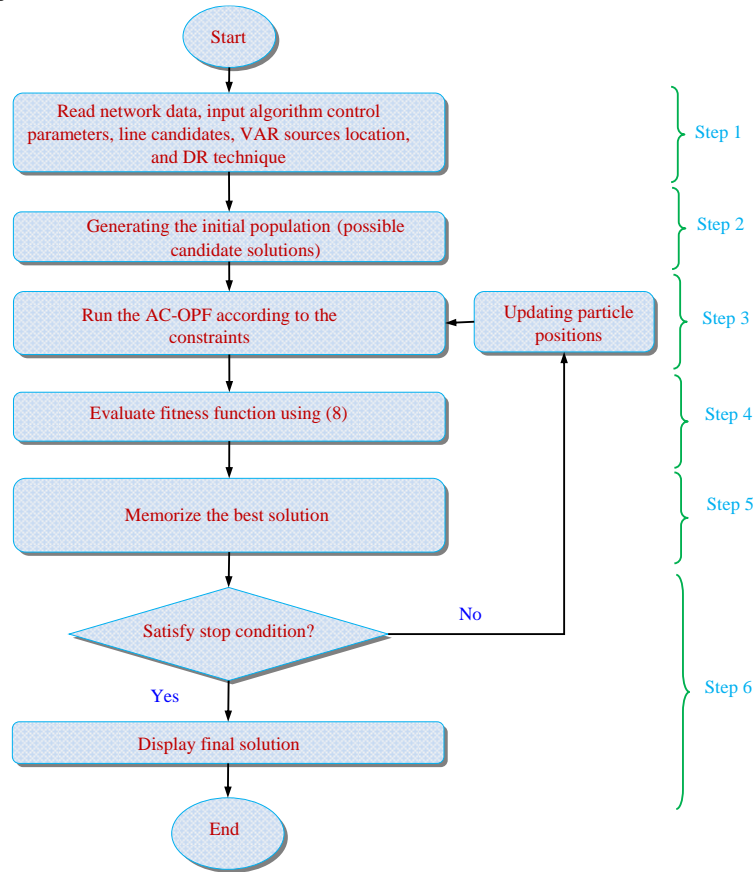 Start
Read network data, input algorithm control
parameters, line candidates, VAR sources location,
and DR technique
Step 1
Generating the initial population (possible
candidate solutions)
Step 2
Run the AC-OPF according to the
constraints
Updating particle
positions
Step 3
Evaluate fitness function using (8)
Step 4
Memorize the best solution
Step 5
Satisfy stop condition?
No
Yes
Step 6
Display final solution
End